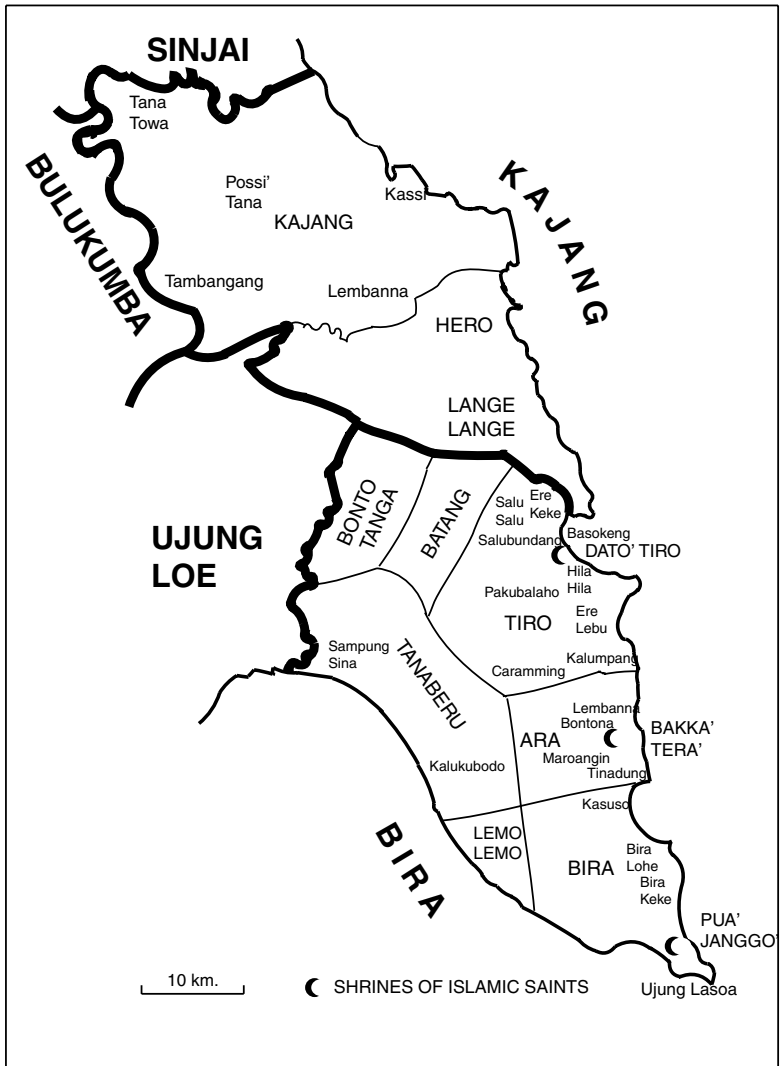 SINJAI
Tana
Towa
BULUKUMBA
Possi'
Tana
Kassi
KAJANG
KAJANG
Tambangang
Lembanna
HERO
LANGE
LANGE
BONTO
TANGA
BATANG
Salu
Salu
Ere
Keke
UJUNG
LOE
Basokeng
Salubundang
DATO' TIRO
Hila
Hila
Pakubalaho
Ere
Lebu
TIRO
Sampung
Sina
TANABERU
Kalumpang
Caramming
Lembanna
Bontona
ARA
BAKKA'
TERA'
Maroangin
Tinadung
Kalukubodo
Kasuso
BIRA
LEMO
LEMO
BIRA
Bira
Lohe
Bira
Keke
PUA'
JANGGO'
10 km.
SHRINES OF ISLAMIC SAINTS
Ujung Lasoa